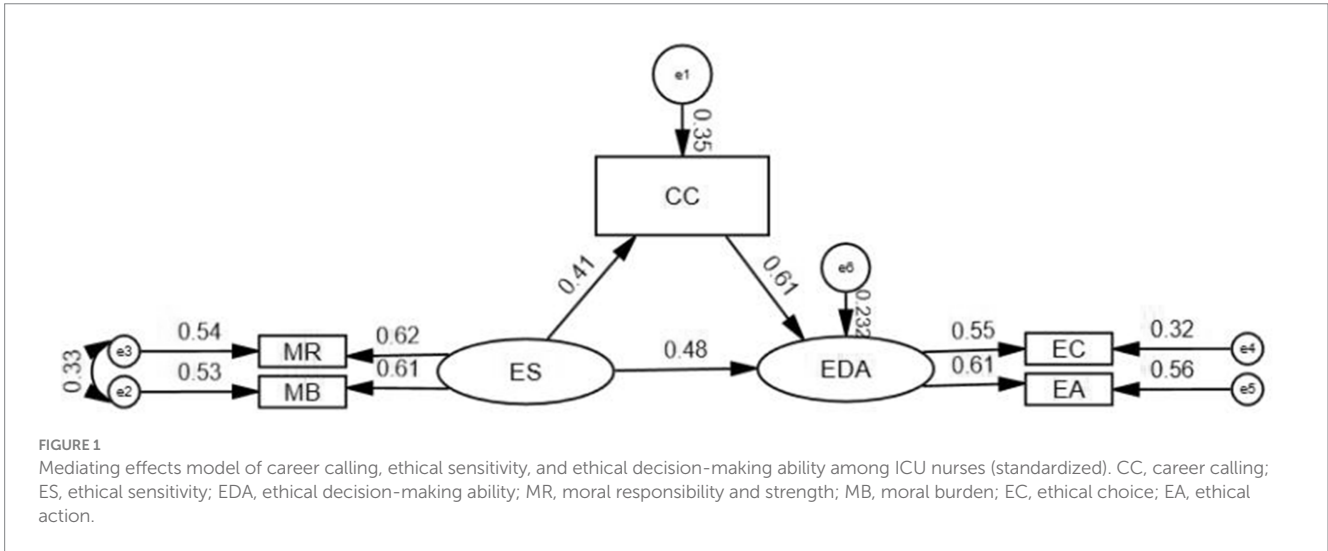 e1
0.35
CC
0.41
0.61
e6
0.232
0.33
e3
0.54
MR
0.62
e2
0.53
MB
0.61
ES
0.48
EDA
0.55
EC
0.32
e4
0.61
EA
0.56
e5
FIGURE 1
Mediating effects model of career calling, ethical sensitivity, and ethical decision-making ability among ICU nurses (standardized). CC, career calling;
ES, ethical sensitivity; EDA, ethical decision-making ability; MR, moral responsibility and strength; MB, moral burden; EC, ethical choice; EA, ethical
action.